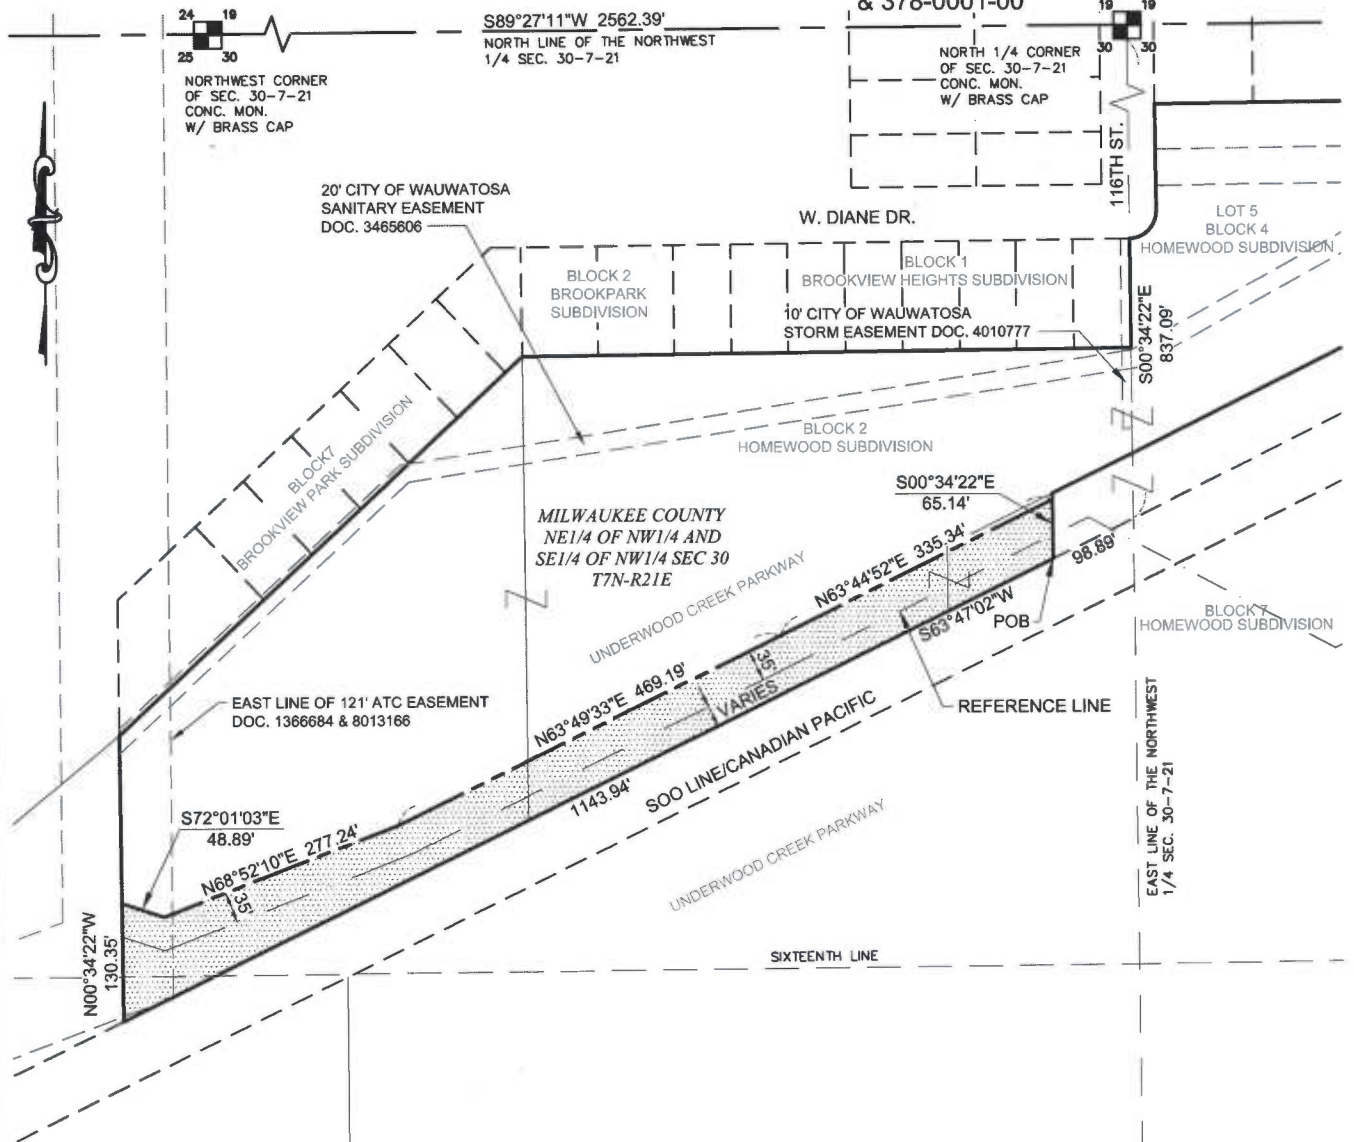 & 378-0001-00
24 19
25 30
S89°27'11"W 2562.39'
NORTH LINE OF THE NORTHWEST
1/4 SEC. 30-7-21
19 19
30 30
NORTHWEST CORNER
OF SEC. 30-7-21
CONC. MON.
W/ BRASS CAP
NORTH 1/4 CORNER
OF SEC. 30-7-21
CONC. MON.
W/ BRASS CAP
116TH ST.
20' CITY OF WAUWATOSA
SANITARY EASEMENT
DOC. 3465606
W. DIANE DR.
LOT 5
BLOCK 4
HOMEWOOD SUBDIVISION
BLOCK 2
BROOKPARK
SUBDIVISION
BLOCK 1
BROOKVIEW HEIGHTS SUBDIVISION
10' CITY OF WAUWATOSA
STORM EASEMENT DOC. 4010777
S00°34'22"E
837.09'
BLOCK7
BROOKVIEW PARK SUBDIVISION
BLOCK 2
HOMEWOOD SUBDIVISION
S00°34'22"E
65.14'
MILWAUKEE COUNTY
NE1/4 OF NW1/4 AND
SE1/4 OF NW1/4 SEC 30
T7N-R21E
UNDERWOOD CREEK PARKWAY
N63°44'52"E 335.34'
98.89'
S63°47'02"W
POB
BLOCK 7
HOMEWOOD SUBDIVISION
35'
VARIES
N63°49'33"E 469.19'
REFERENCE LINE
EAST LINE OF 121' ATC EASEMENT
DOC. 1366684 & 8013166
SOO LINE/CANADIAN PACIFIC
1143.94'
EAST LINE OF THE NORTHWEST
1/4 SEC. 30-7-21
S72°01'03"E
48.89'
N68°52'10"E 277.24'
35'
UNDERWOOD CREEK PARKWAY
N00°34'22"W
130.35'
SIXTEENTH LINE